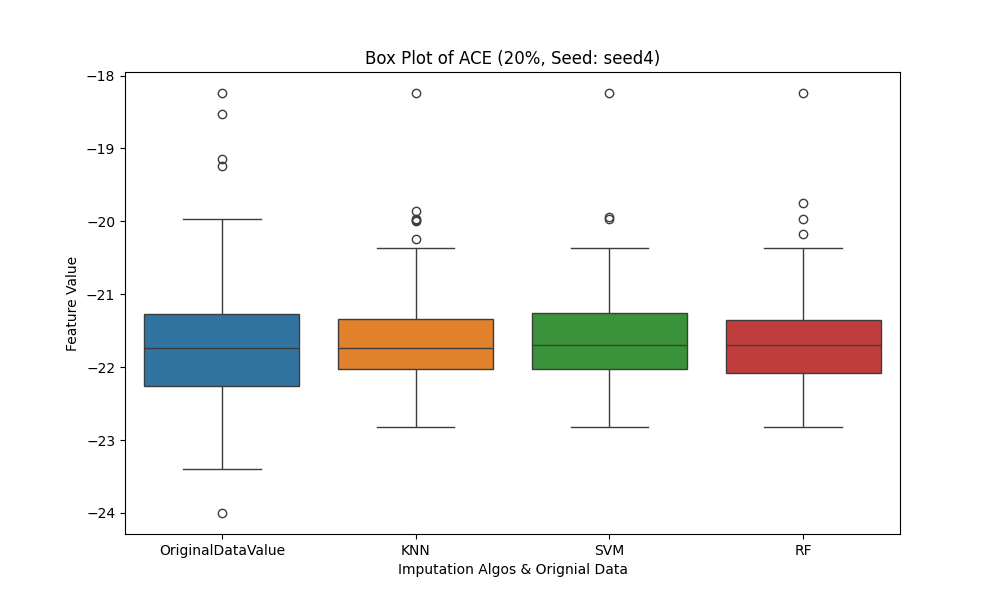 Box Plot of ACE (20%, Seed: seed4)
Feature Value
−18
−19
−20
−21
−22
−23
−24
OriginalDataValue
KNN
SVM
RF
Imputation Algos & Orignial Data